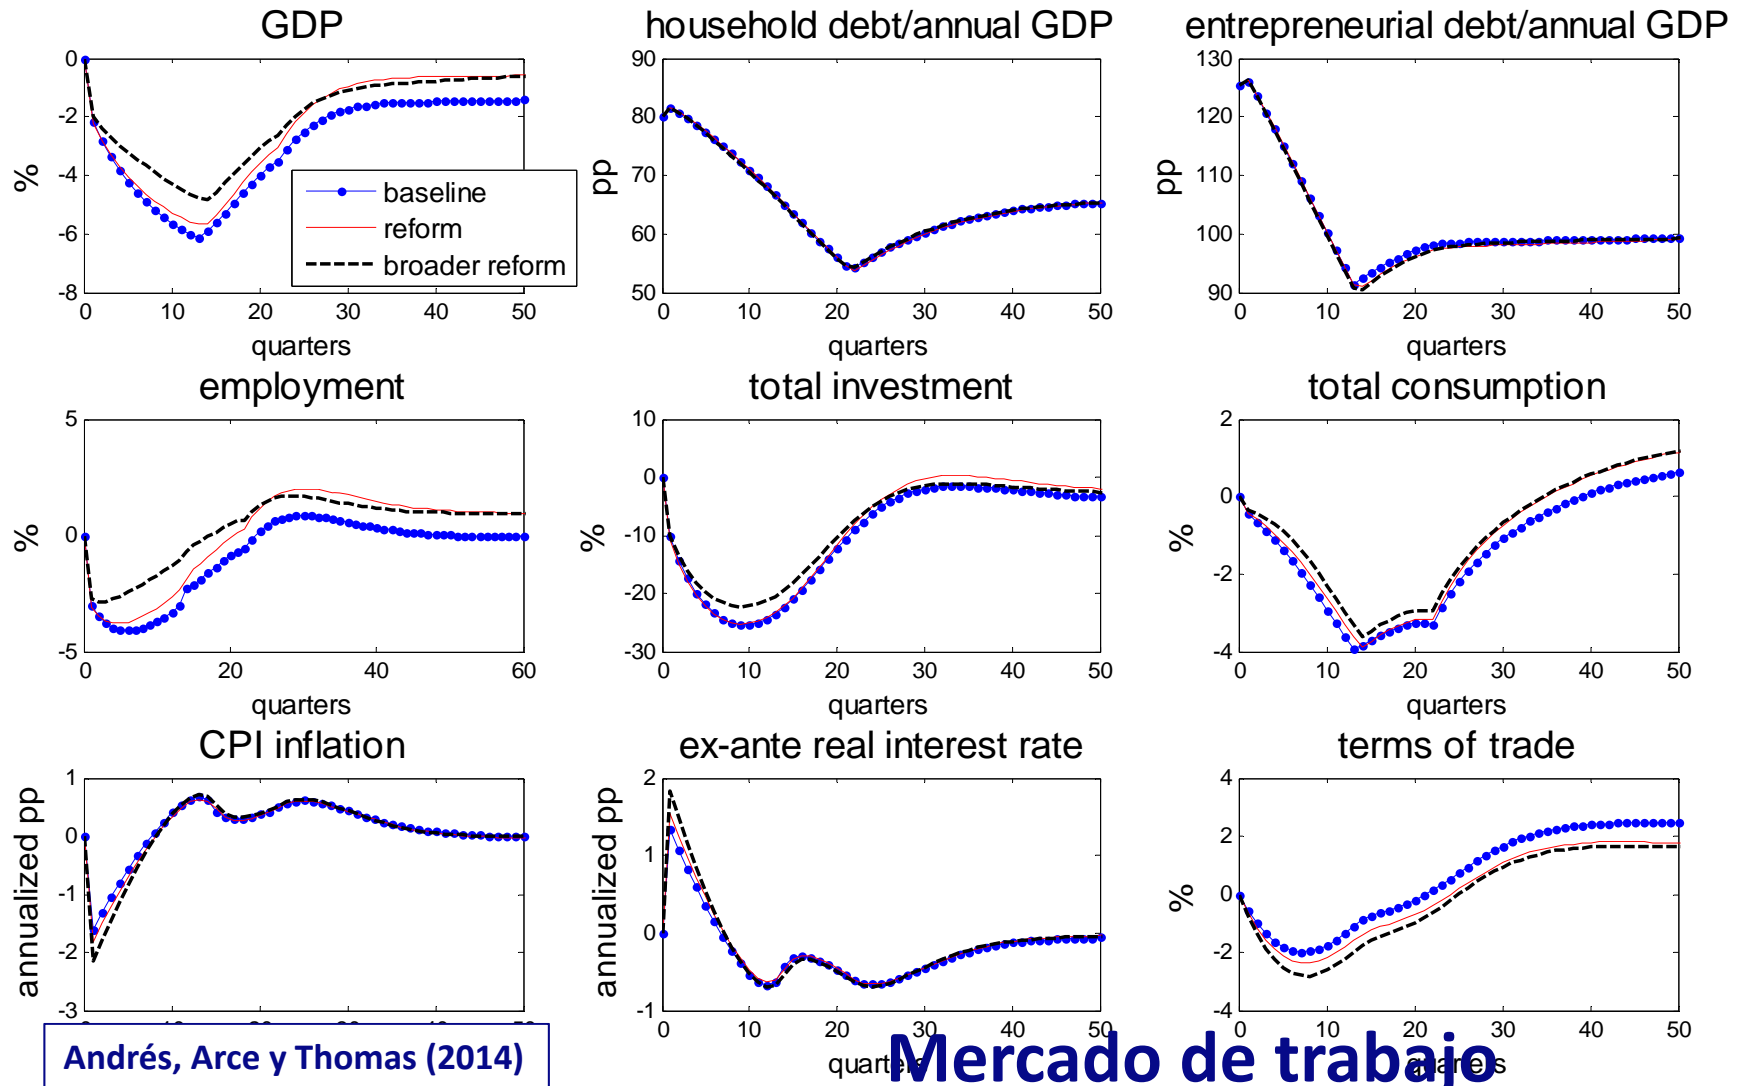 GDP
household debt/annual GDP
entrepreneurial debt/annual GDP
0
-2
-4
-6
-8
%
0 10 20 30 40 50
quarters
baseline
reform
broader reform
90
80
70
60
50
pp
0 10 20 30 40 50
quarters
130
120
110
100
90
pp
0 10 20 30 40 50
quarters
employment
total investment
total consumption
5
0
-5
%
0 20 40 60
quarters
10
0
-10
-20
-30
%
0 10 20 30 40 50
quarters
2
0
-2
-4
%
0 10 20 30 40 50
quarters
CPI inflation
ex-ante real interest rate
terms of trade
1
0
-1
-2
-3
annualized pp
2
1
0
-1
annualized pp
0 10 20 30 40 50
quarters
4
2
0
-2
-4
%
0 10 20 30 40 50
quarters
Andrés, Arce y Thomas (2014)
Mercado de trabajo